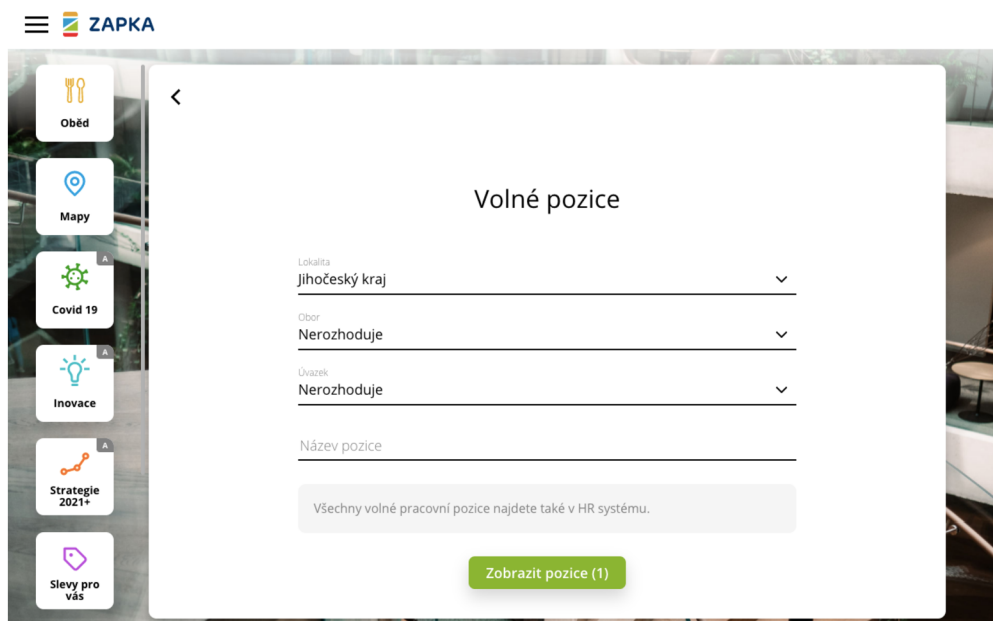 ZAPKA
Oběd
Mapy
A
Covid 19
A
Inovace
A
Strategie
2021+
Slevy pro
vás
Volné pozice
Lokalita
Jihočeský kraj
Obor
Nerozhoduje
Úvazek
Nerozhoduje
Název pozice
Všechny volné pracovní pozice najdete také v HR systému.
Zobrazit pozice (1)